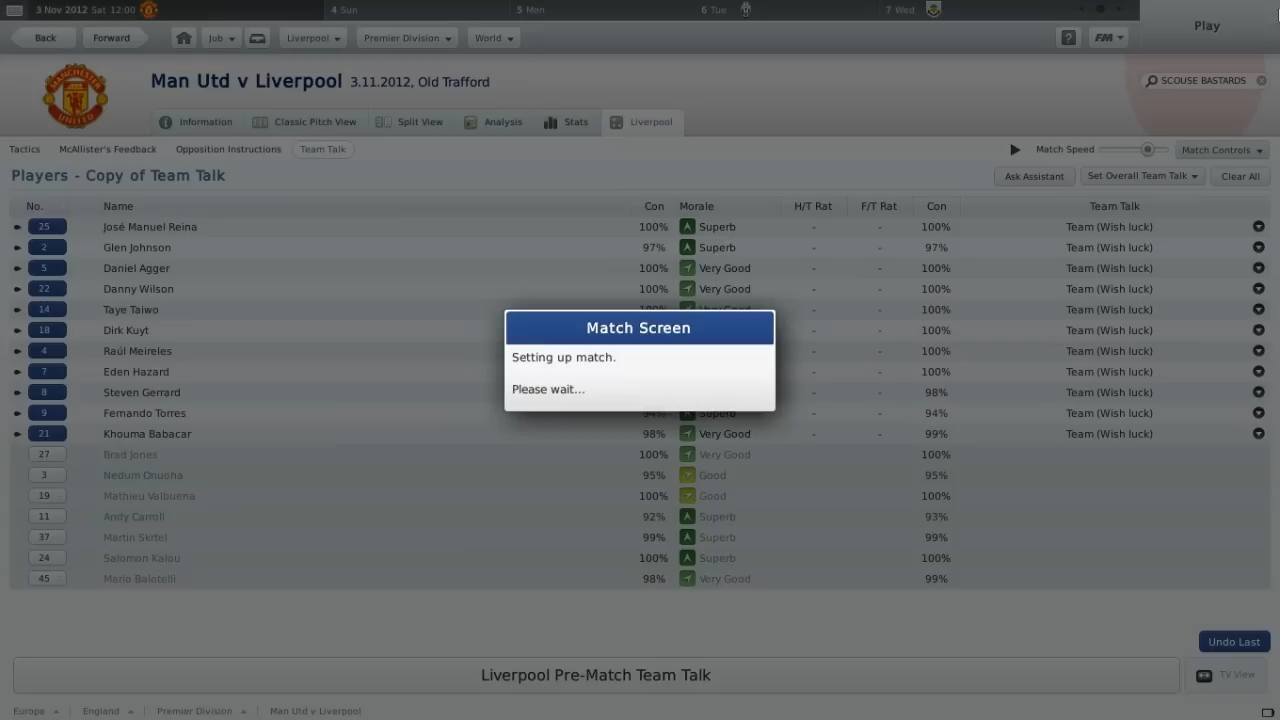 3 Nov 2012 Sat 12:00 4 Sun 5 Mon 6 Tue 7 Wed
Play
Back Forward Job Liverpool Premier Division World ? FM
Man Utd v Liverpool 3.11.2012, Old Trafford
SCOUSE BASTARDS
Information Classic Pitch View Split View Analysis Stats Liverpool
Tactics McAllister's Feedback Opposition Instructions Team Talk Match Speed Match Controls
Players - Copy of Team Talk Ask Assistant Set Overall Team Talk Clear All
No. Name Con Morale H/T Rat F/T Rat Con Team Talk
25 José Manuel Reina 100% Superb - - 100% Team (Wish luck)
2 Glen Johnson 97% Superb - - 97% Team (Wish luck)
5 Daniel Agger 100% Very Good - - 100% Team (Wish luck)
22 Danny Wilson 100% Very Good - - 100% Team (Wish luck)
14 Taye Taiwo 100% Very Good - - 100% Team (Wish luck)
18 Dirk Kuyt - - 100% Team (Wish luck)
4 Raúl Meireles - - 100% Team (Wish luck)
7 Eden Hazard - - 100% Team (Wish luck)
8 Steven Gerrard - - 98% Team (Wish luck)
9 Fernando Torres 94% Superb - - 94% Team (Wish luck)
21 Khouma Babacar 98% Very Good - - 99% Team (Wish luck)
27 Brad Jones 100% Very Good 100%
3 Nedum Onuoha 95% Good 95%
19 Mathieu Valbuena 100% Good 100%
11 Andy Carroll 92% Superb 93%
37 Martin Skrtel 99% Superb 99%
24 Salomon Kalou 100% Superb 100%
45 Mario Balotelli 98% Very Good 99%
Match Screen
Setting up match.
Please wait...
Undo Last
Liverpool Pre-Match Team Talk TV View
Europe England Premier Division Man Utd v Liverpool